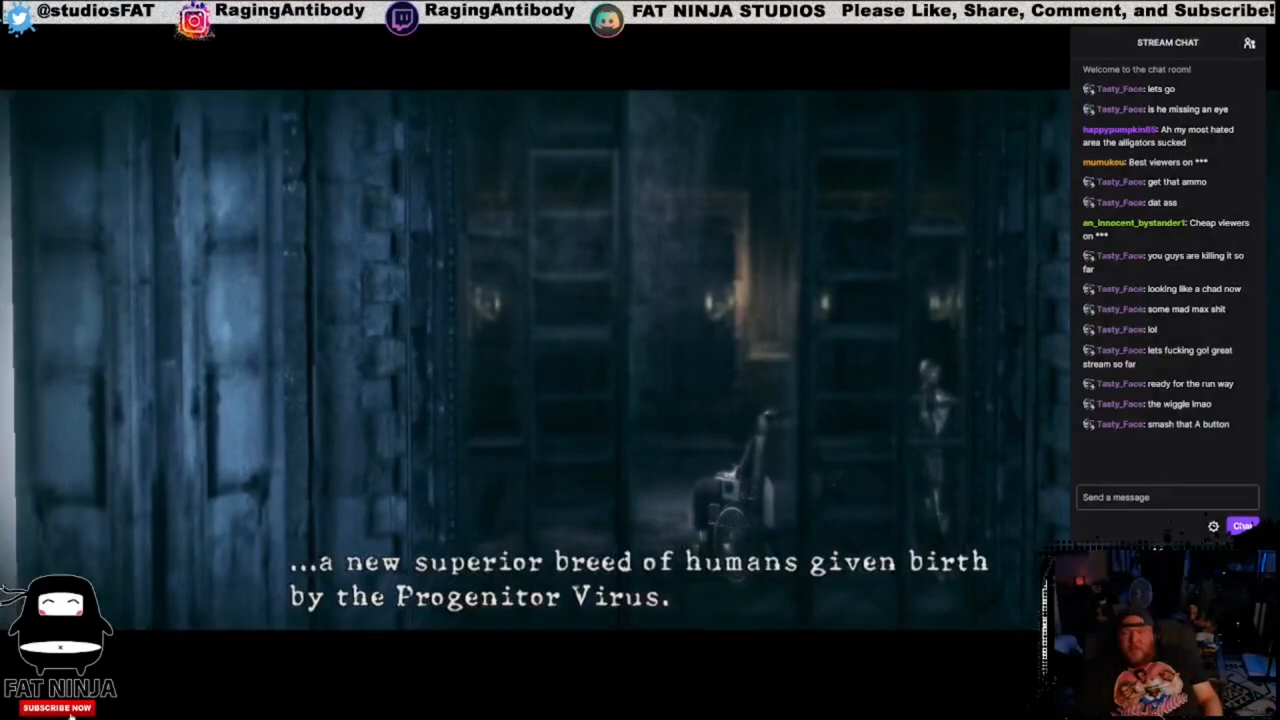 @studiosFAT RagingAntibody RagingAntibody FAT NINJA STUDIOS Please Like, Share, Comment, and Subscribe!
STREAM CHAT
Welcome to the chat room!
Tasty_Face: lets go
Tasty_Face: is he missing an eye
happypumpkin85: Ah my most hated
area the alligators sucked
mumukeu: Best viewers on ***
Tasty_Face: get that ammo
Tasty_Face: dat ass
an_innocent_bystander1: Cheap viewers
on ***
Tasty_Face: you guys are killing it so
far
Tasty_Face: looking like a chad now
Tasty_Face: some mad max shit
Tasty_Face: lol
Tasty_Face: lets fucking go! great
stream so far
Tasty_Face: ready for the run way
Tasty_Face: the wiggle lmao
Tasty_Face: smash that A button
Send a message
Chat
...a new superior breed of humans given birth
by the Progenitor Virus.
FAT NINJA
SUBSCRIBE NOW